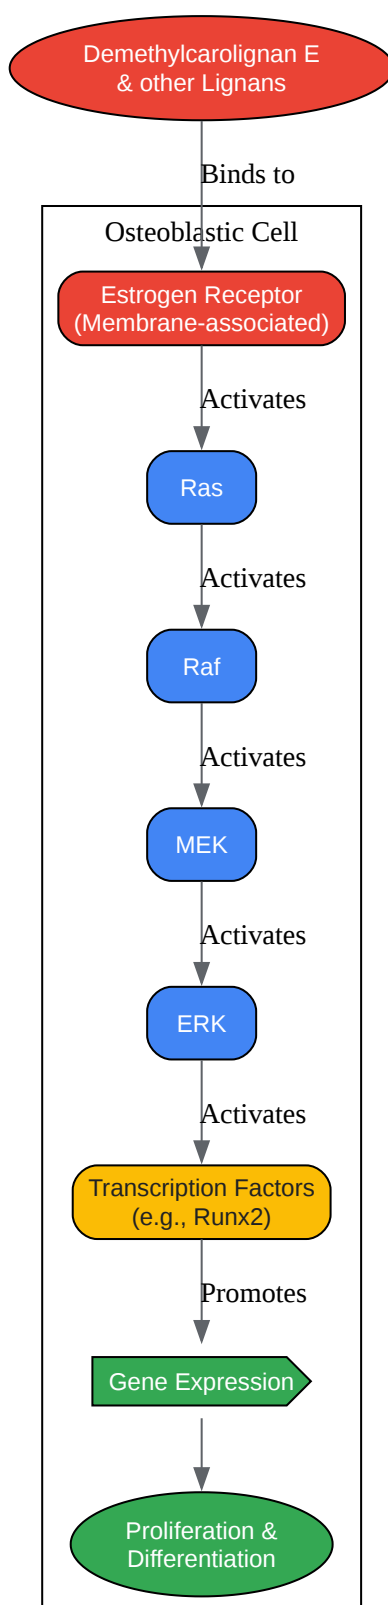 Demethylcarolignan E
& other Lignans
Binds to
Osteoblastic Cell
Estrogen Receptor
(Membrane-associated)
Activates
Ras
Activates
Raf
Activates
MEK
Activates
ERK
Activates
Transcription Factors
(e.g., Runx2)
Promotes
Gene Expression
Proliferation &
Differentiation